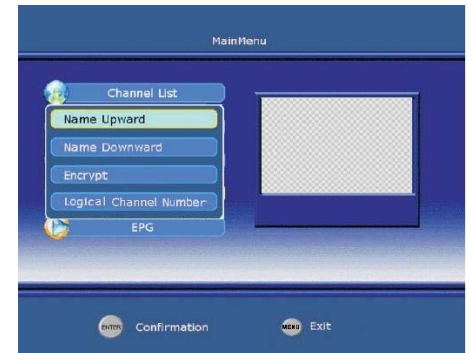 MainMenu
Channel List
Name Upward
Name Downward
Encrypt
Logical Channel Number
EPG
ENTER Confirmation MENU Exit